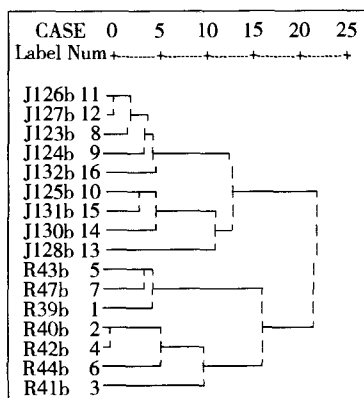 CASE 0 5 10 15 20 25
Label Num
J126b 11
J127b 12
J123b 8
J124b 9
J132b 16
J125b 10
J131b 15
J130b 14
J128b 13
R43b 5
R47b 7
R39b 1
R40b 2
R42b 4
R44b 6
R41b 3